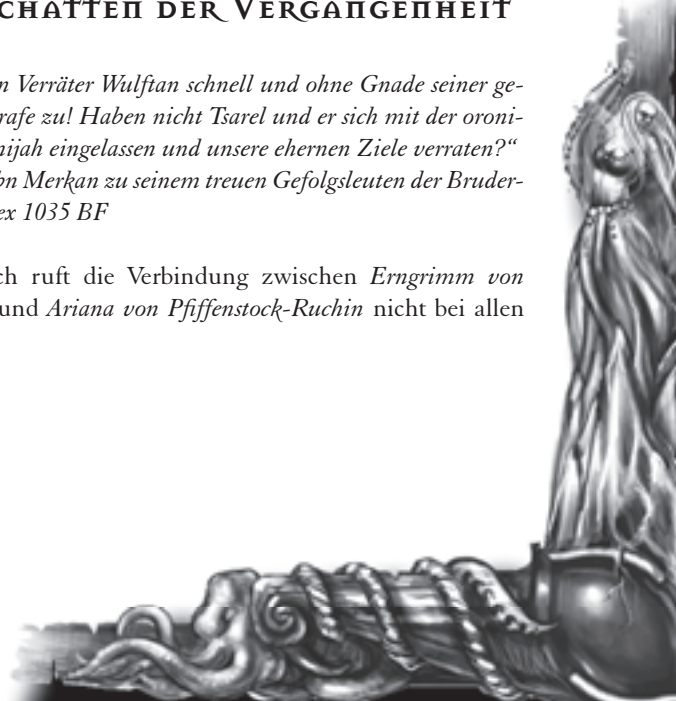 CHATTEN DER VERGANGENHEIT
n Verräter Wulftan schnell und ohne Gnade seiner ge-
rafe zu! Haben nicht Tsarel und er sich mit der oroni-
nijah eingelassen und unsere ehernen Ziele verraten?“
bn Merkan zu seinem treuen Gefolgsleuten der Bruder-
ex 1035 BF
ch ruft die Verbindung zwischen Erngrimm von
und Ariana von Pfiffenstock-Ruchin nicht bei allen